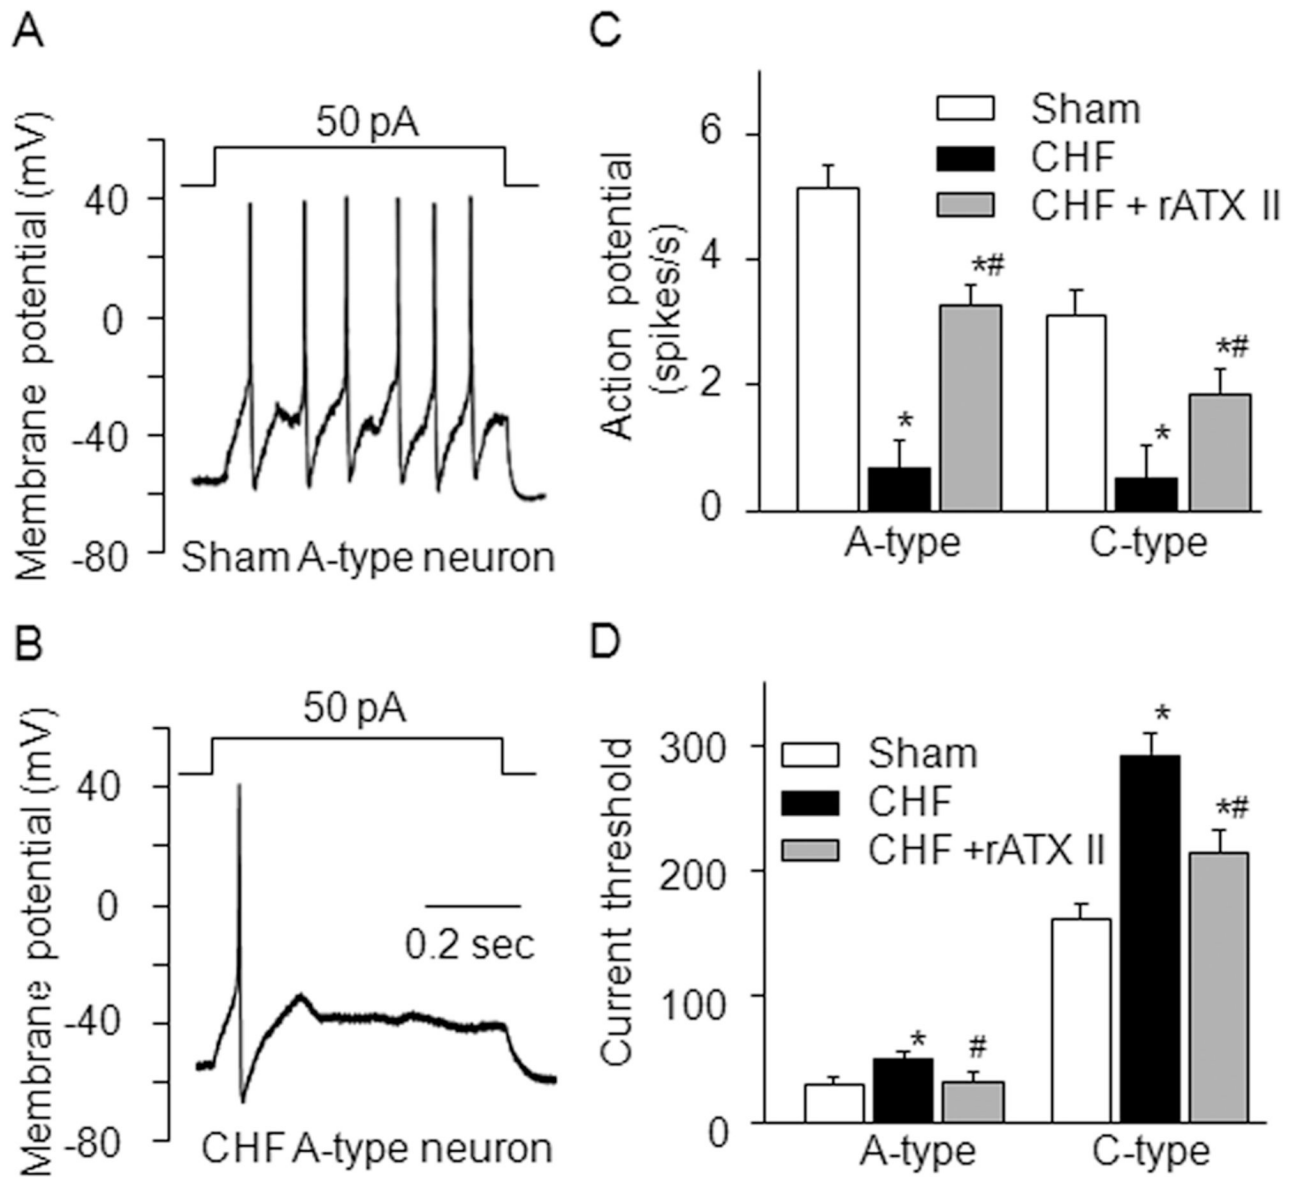 A
Membrane potential (mV)
50 pA
40
0
-40
-80
Sham A-type neuron
B
Membrane potential (mV)
50 pA
40
0
-40
-80
0.2 sec
CHF A-type neuron
C
Action potential
(spikes/s)
6
4
2
0
Sham
CHF
CHF + rATX II
*
*#
*
*#
A-type
C-type
D
Current threshold
300
200
100
0
Sham
CHF
CHF +rATX II
*
#
*
*#
A-type
C-type